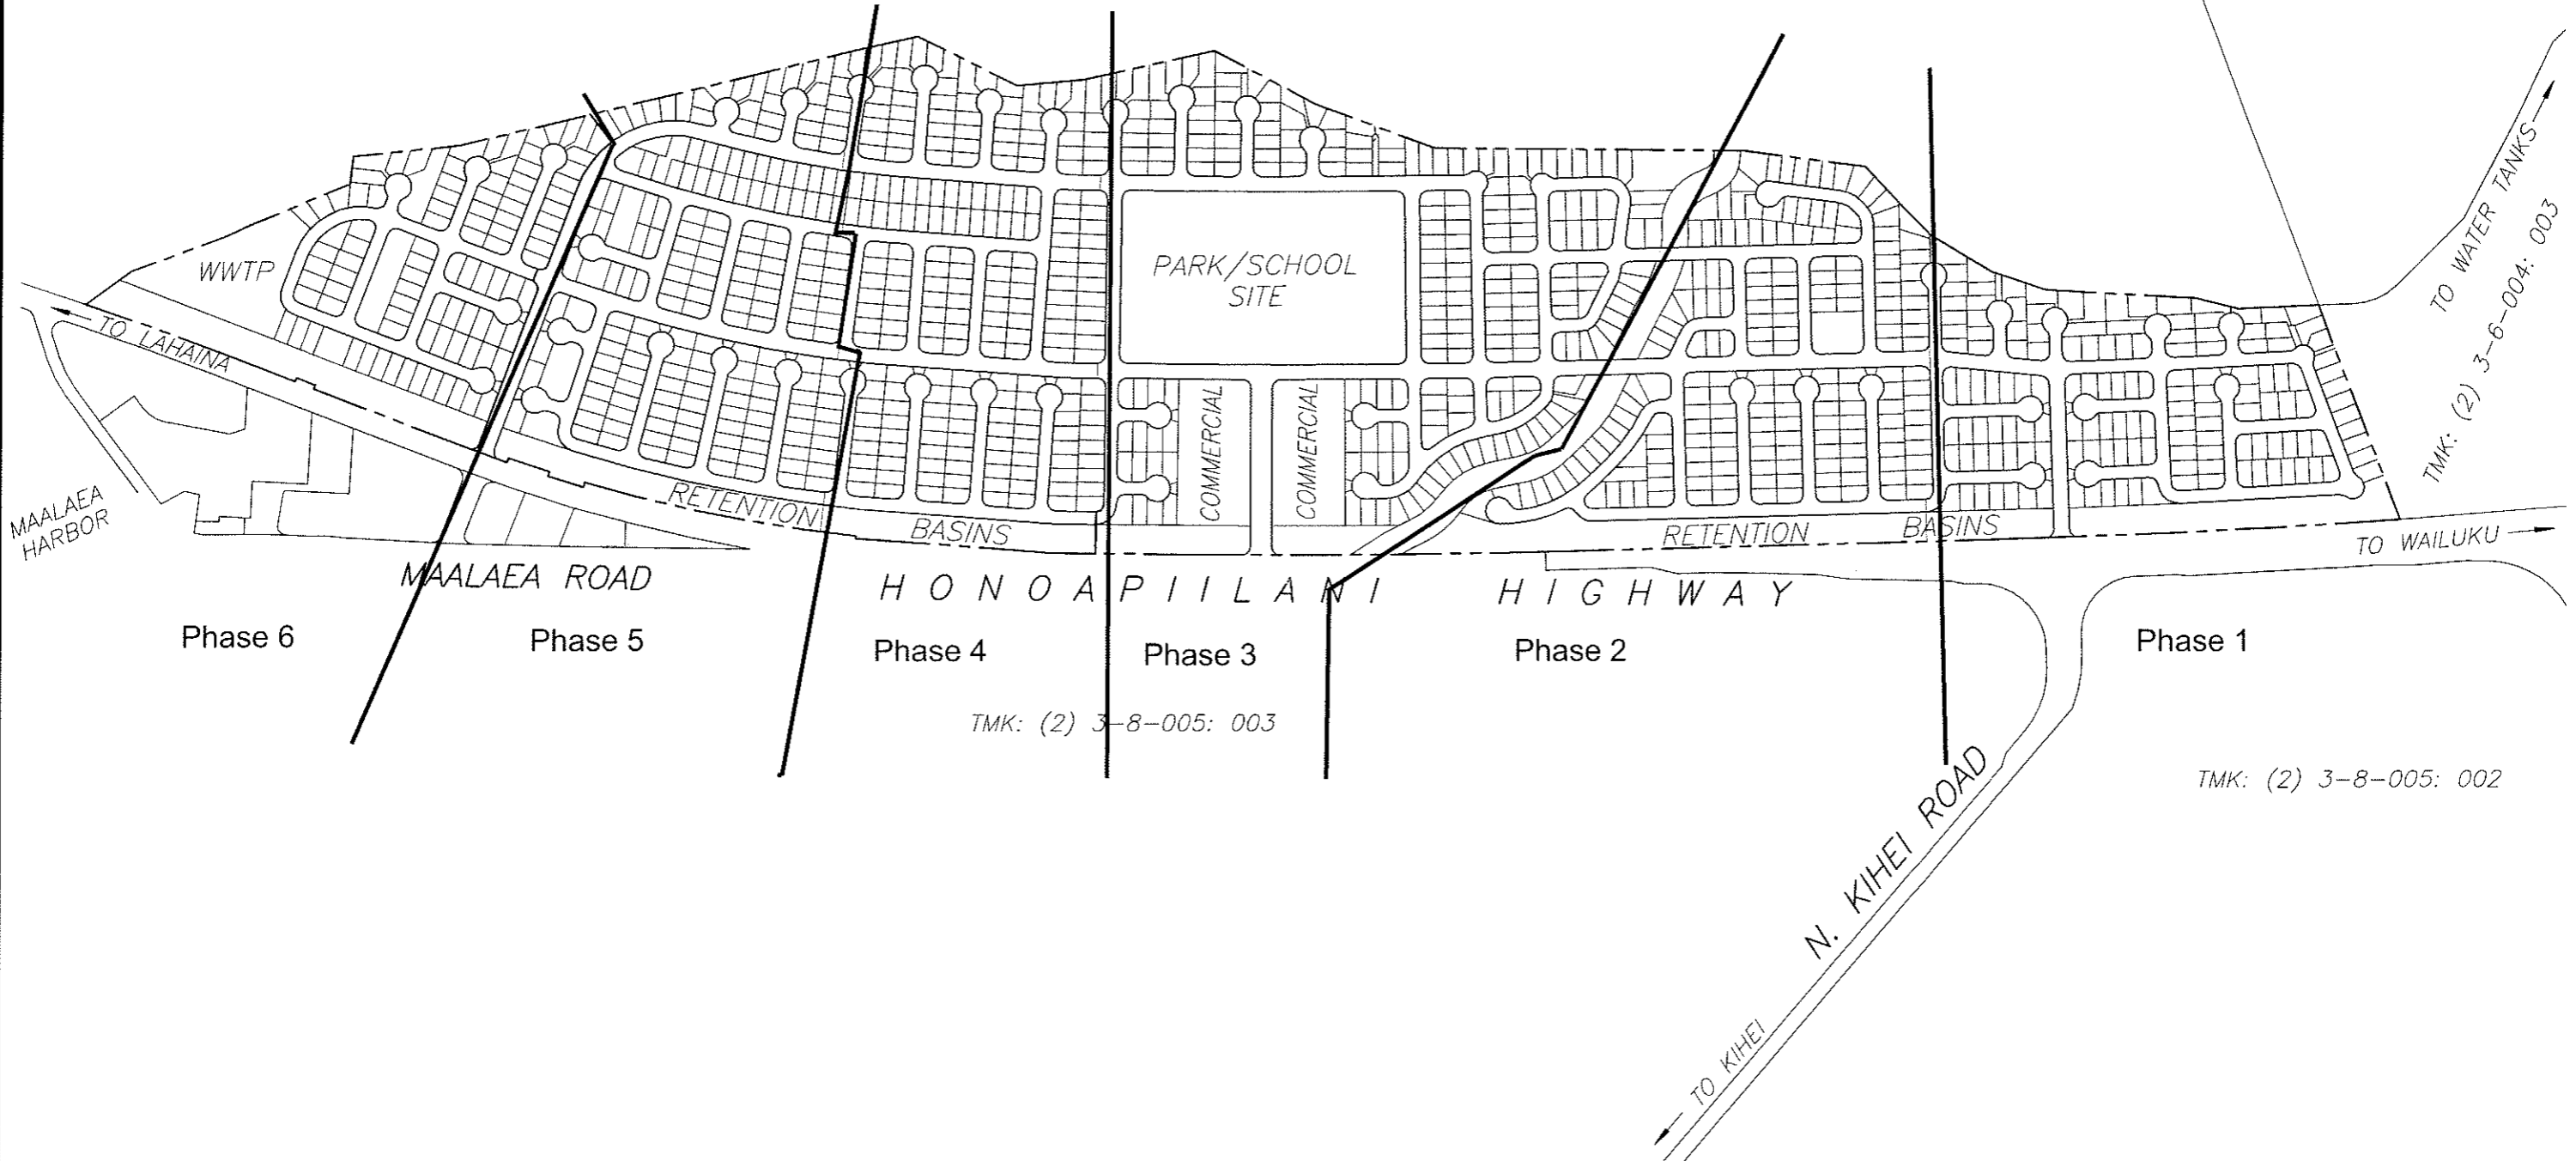 TO WATER TANKS
TMK: (2) 3-6-004: 003
PARK/SCHOOL
SITE
WWTP
TO LAHAINA
COMMERCIAL
COMMERCIAL
MAALAEA
HARBOR
RETENTION
BASINS
RETENTION
BASINS
TO WAILUKU
MAALAEA ROAD
HONOAPIILANI HIGHWAY
Phase 6
Phase 5
Phase 4
Phase 3
Phase 2
Phase 1
TMK: (2) 3-8-005: 003
TMK: (2) 3-8-005: 002
N. KIHEI ROAD
TO KIHEI